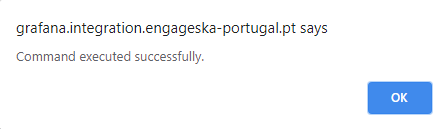 grafana.integration.engageska-portugal.pt says
Command executed successfully.
OK